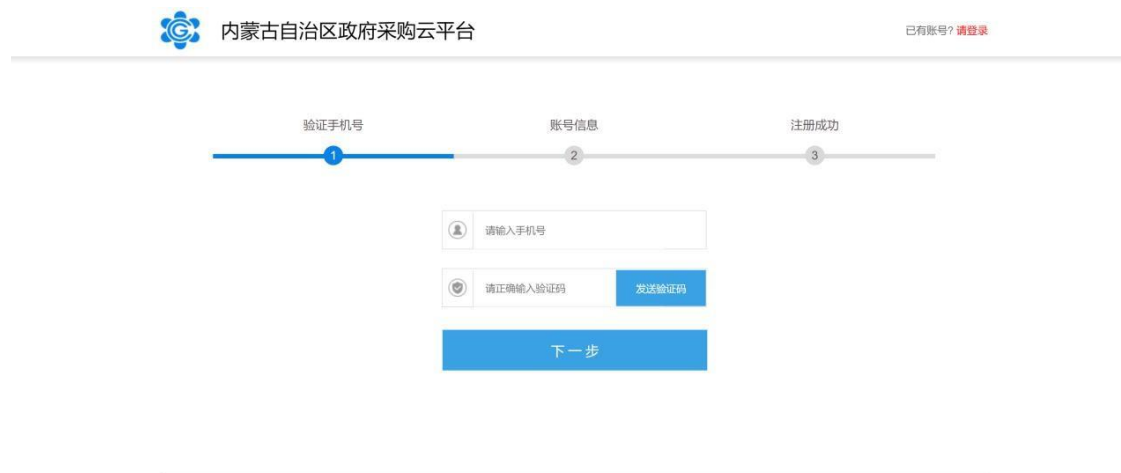 内蒙古自治区政府采购云平台
已有账号? 请登录
验证手机号 账号信息 注册成功
1 2 3
请输入手机号
请正确输入验证码 发送验证码
下一步